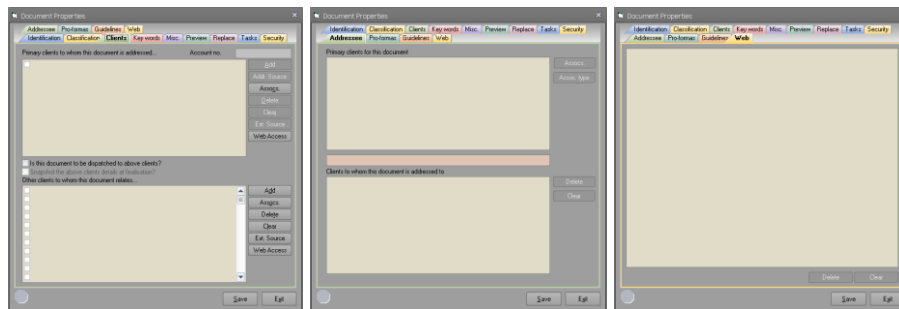 Document Properties
Addressee Pro-formas Guidelines Web
Identification Classification Clients Key words Misc. Preview Replace Tasks Security
Primary clients to whom this document is addressed... Account no.
Add
Add. Source
Assocs.
Delete
Clear
Ext. Source
Web Access
Is this document to be dispatched to above clients?
Snapshot the above clients details at finalisation?
Other clients to whom this document relates...
Add
Assocs.
Delete
Clear
Ext. Source
Web Access
Save Exit
Document Properties
Identification Classification Clients Key words Misc. Preview Replace Tasks Security
Addressee Pro-formas Guidelines Web
Primary clients for this document
Assocs.
Assoc. type
Clients to whom this document is addressed to
Delete
Clear
Save Exit
Document Properties
Identification Classification Clients Key words Misc. Preview Replace Tasks Security
Addressee Pro-formas Guidelines Web
Delete Clear
Save Exit